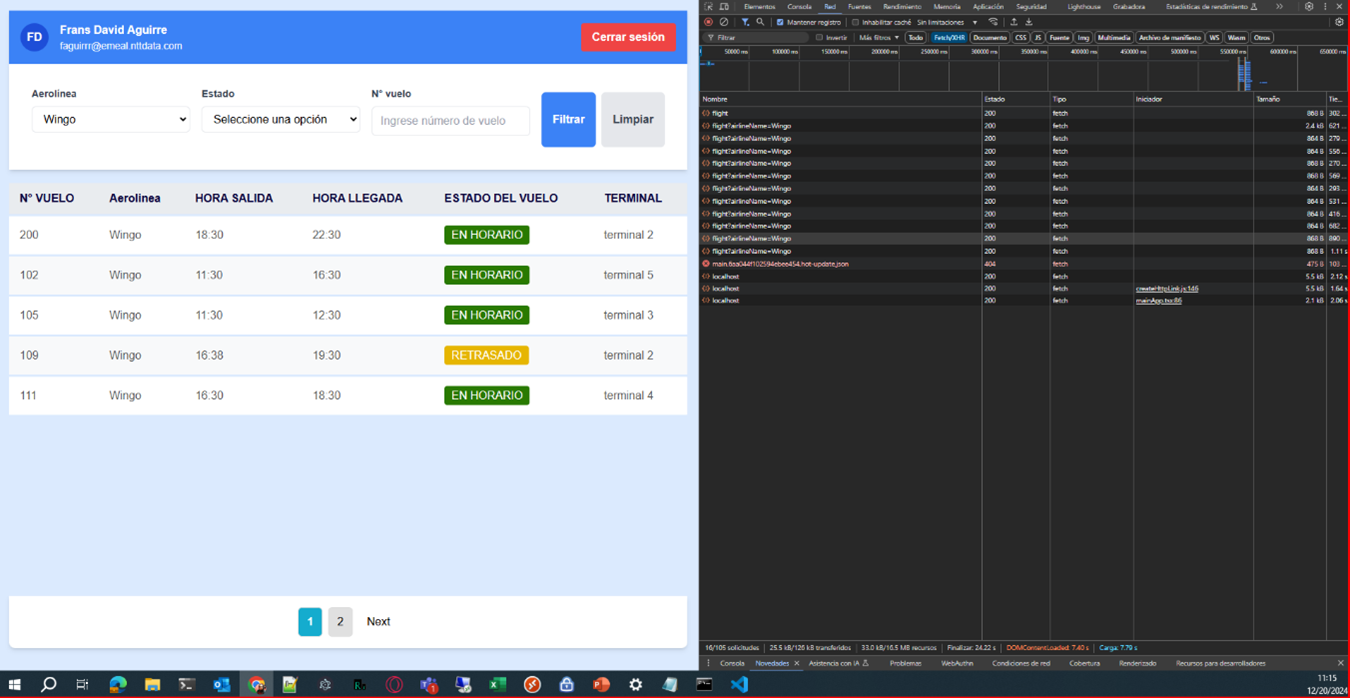 FD
Frans David Aguirre
faguirrr@emeal.nttdata.com
Cerrar sesión
Aerolinea
Estado
N° vuelo
Wingo
Seleccione una opción
Ingrese número de vuelo
Filtrar
Limpiar
N° VUELO Aerolinea HORA SALIDA HORA LLEGADA ESTADO DEL VUELO TERMINAL
200 Wingo 18:30 22:30 EN HORARIO terminal 2
102 Wingo 11:30 16:30 EN HORARIO terminal 5
105 Wingo 11:30 12:30 EN HORARIO terminal 3
109 Wingo 16:38 19:30 RETRASADO terminal 2
111 Wingo 16.30 18.30 EN HORARIO terminal 4
1 2 Next
Elementos Consola Red Fuentes Rendimiento Memoria Aplicación Seguridad Lighthouse Grabadora Estadísticas de rendimiento
Mantener registro Inhabilitar caché Sin limitaciones
Filtrar Invertir Más filtros Todo Fetch/XHR Documento CSS JS Fuente Img Multimedia Archivo de manifiesto WS Wasm Otros
50000 ms 100000 ms 150000 ms 200000 ms 250000 ms 300000 ms 350000 ms 400000 ms 450000 ms 500000 ms 550000 ms 600000 ms 650000 ms
Nombre Estado Tipo Iniciador Tamaño Tie...
flight 200 fetch 868 B 302 ...
flight?airlineName=Wingo 200 fetch 2.4 kB 621 ...
flight?airlineName=Wingo 200 fetch 864 B 279 ...
flight?airlineName=Wingo 200 fetch 864 B 556 ...
flight?airlineName=Wingo 200 fetch 868 B 270 ...
flight?airlineName=Wingo 200 fetch 868 B 569 ...
flight?airlineName=Wingo 200 fetch 864 B 293 ...
flight?airlineName=Wingo 200 fetch 864 B 531 ...
flight?airlineName=Wingo 200 fetch 864 B 416 ...
flight?airlineName=Wingo 200 fetch 864 B 682 ...
flight?airlineName=Wingo 200 fetch 868 B 890 ...
flight?airlineName=Wingo 200 fetch 868 B 1.11 s
main.6aa044f102594ebee454.hot-update.json 404 fetch 475 B 103 ...
localhost 200 fetch 5.5 kB 2.12 s
localhost 200 fetch createHttpLink.js:146 5.5 kB 1.64 s
localhost 200 fetch mainApp.tsx:86 2.1 kB 2.06 s
16/105 solicitudes 25.5 kB/126 kB transferidos 33.0 kB/16.5 MB recursos Finalizar: 24.22 s DOMContentLoaded: 7.40 s Carga: 7.79 s
Consola Novedades Asistencia con IA Problemas WebAuthn Condiciones de red Cobertura Renderizado Recursos para desarrolladores
11:15
12/20/2024